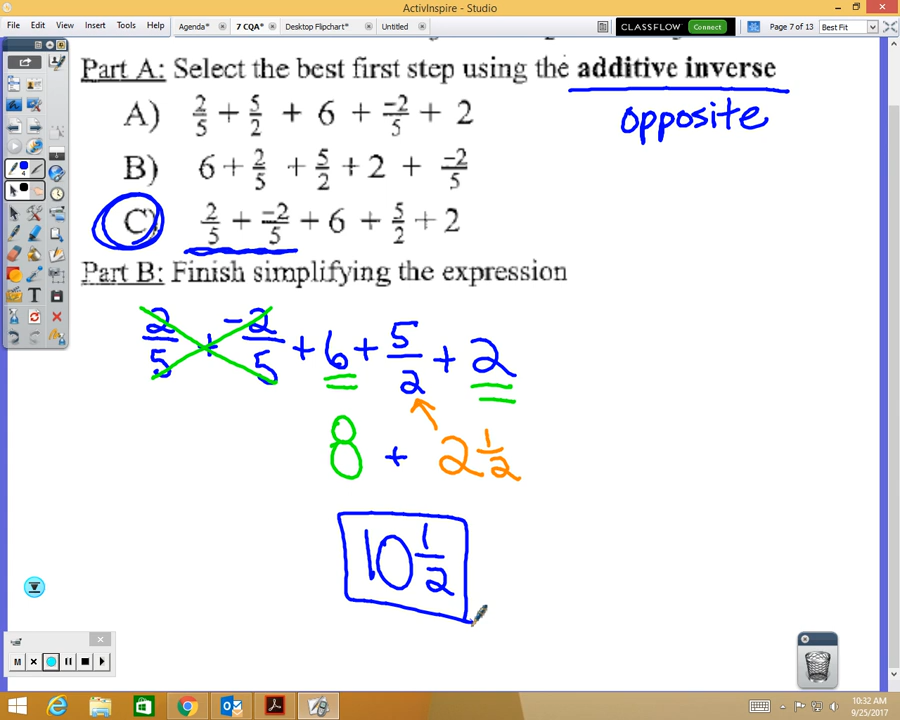 ActivInspire - Studio
File Edit View Insert Tools Help Agenda* 7 CQA* Desktop Flipchart* Untitled CLASSFLOW Connect Page 7 of 13 Best Fit
Part A: Select the best first step using the additive inverse
opposite
A) 2/5 + 5/2 + 6 + -2/5 + 2
B) 6 + 2/5 + 5/2 + 2 + -2/5
C) 2/5 + -2/5 + 6 + 5/2 + 2
Part B: Finish simplifying the expression
2/5 + -2/5 + 6 + 5/2 + 2
8 + 2 1/2
10 1/2
M
10:32 AM
9/25/2017